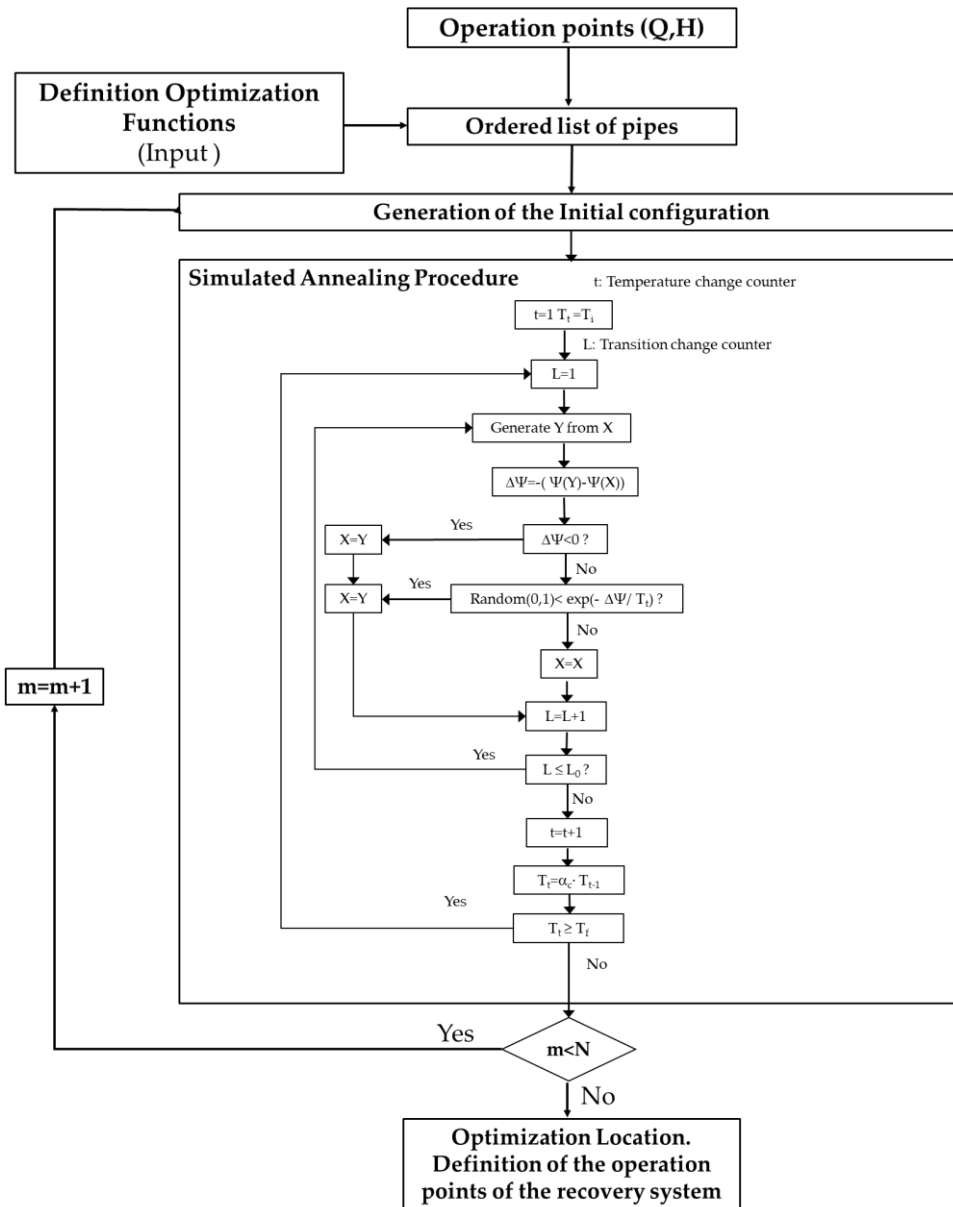 Operation points (Q,H)
Definition Optimization
Functions
(Input )
Ordered list of pipes
Generation of the Initial configuration
Simulated Annealing Procedure
t: Temperature change counter
t=1 Tt =Ti
L: Transition change counter
L=1
Generate Y from X
ΔΨ=-( Ψ(Y)-Ψ(X))
Yes
X=Y
ΔΨ<0 ?
No
Yes
X=Y
Random(0,1)< exp(- ΔΨ/ Tt) ?
No
X=X
m=m+1
L=L+1
Yes
L ≤ L0 ?
No
t=t+1
Tt=αc· Tt-1
Yes
Tt ≥ Tf
No
Yes
m<N
No
Optimization Location.
Definition of the operation
points of the recovery system